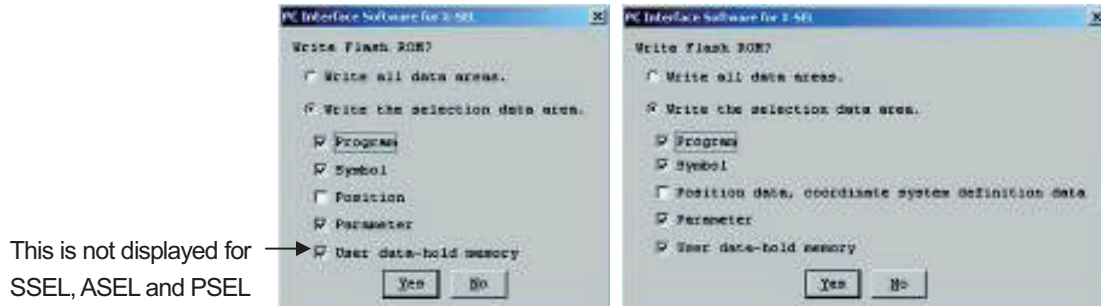 PC Interface Software for X-SEL
Write Flash ROM?
Write all data areas.
Write the selection data area.
Program
Symbol
Position
Parameter
User data-hold memory
Yes No
This is not displayed for
SSEL, ASEL and PSEL
PC Interface Software for X-SEL
Write Flash ROM?
Write all data areas.
Write the selection data area.
Program
Symbol
Position data, coordinate system definition data
Parameter
User data-hold memory
Yes No